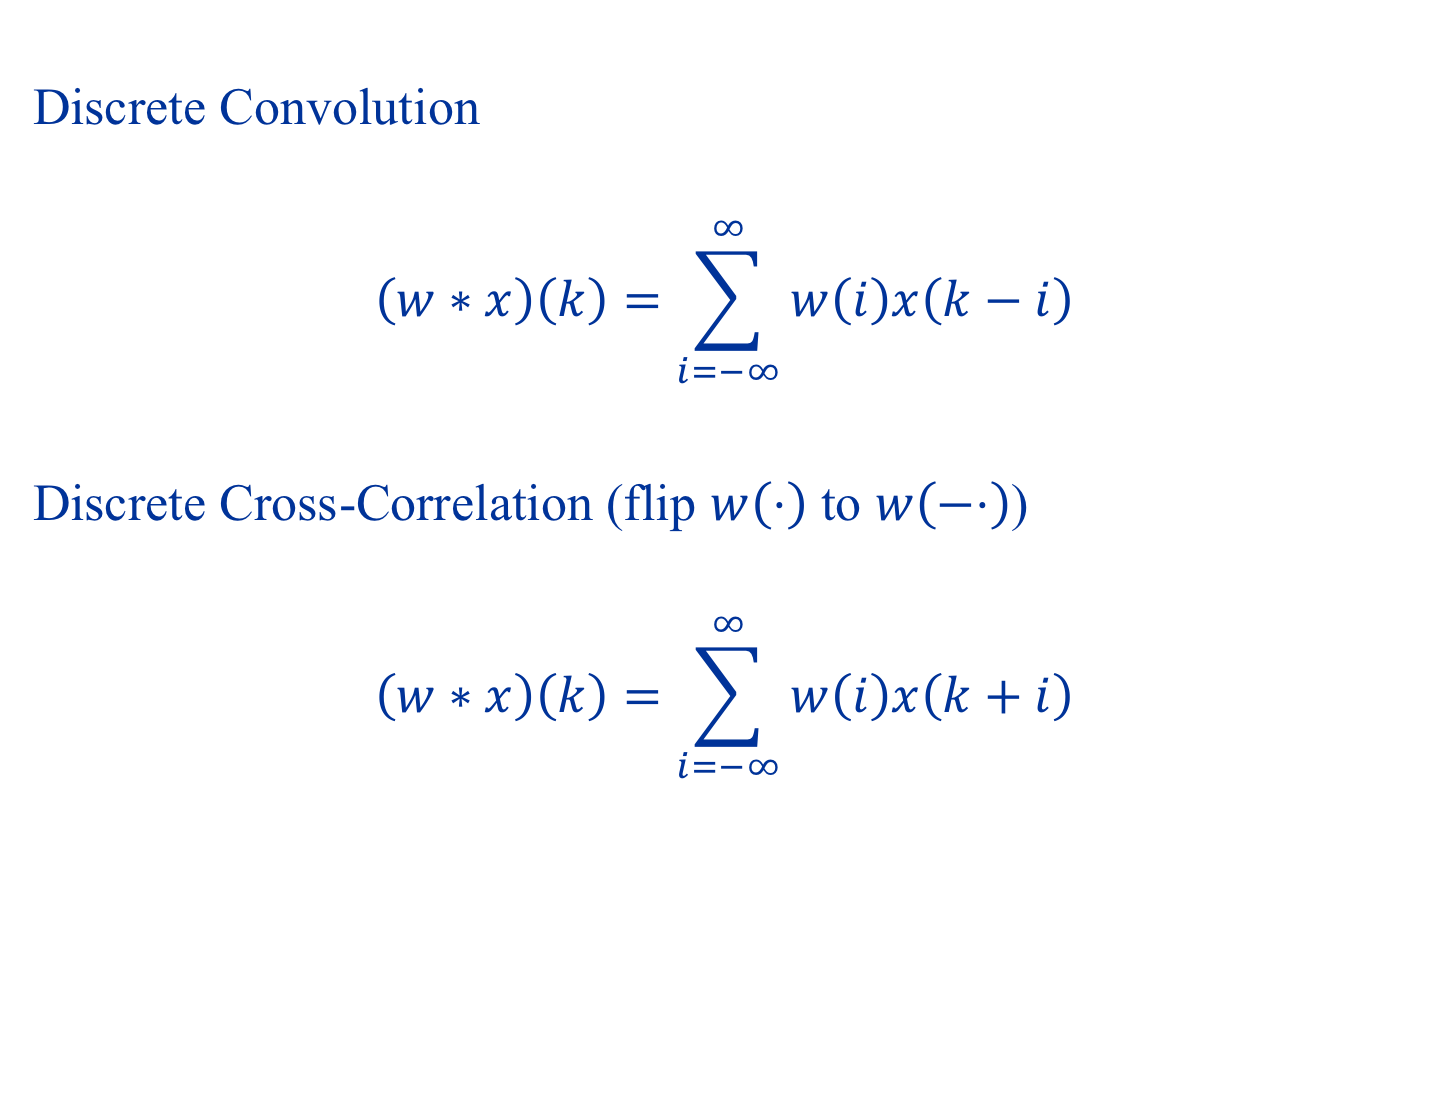 Discrete Convolution
(w ∗ x)(k) = ∑_{i=−∞}^{∞} w(i)x(k − i)
Discrete Cross-Correlation (flip w(·) to w(−·))
(w ∗ x)(k) = ∑_{i=−∞}^{∞} w(i)x(k + i)